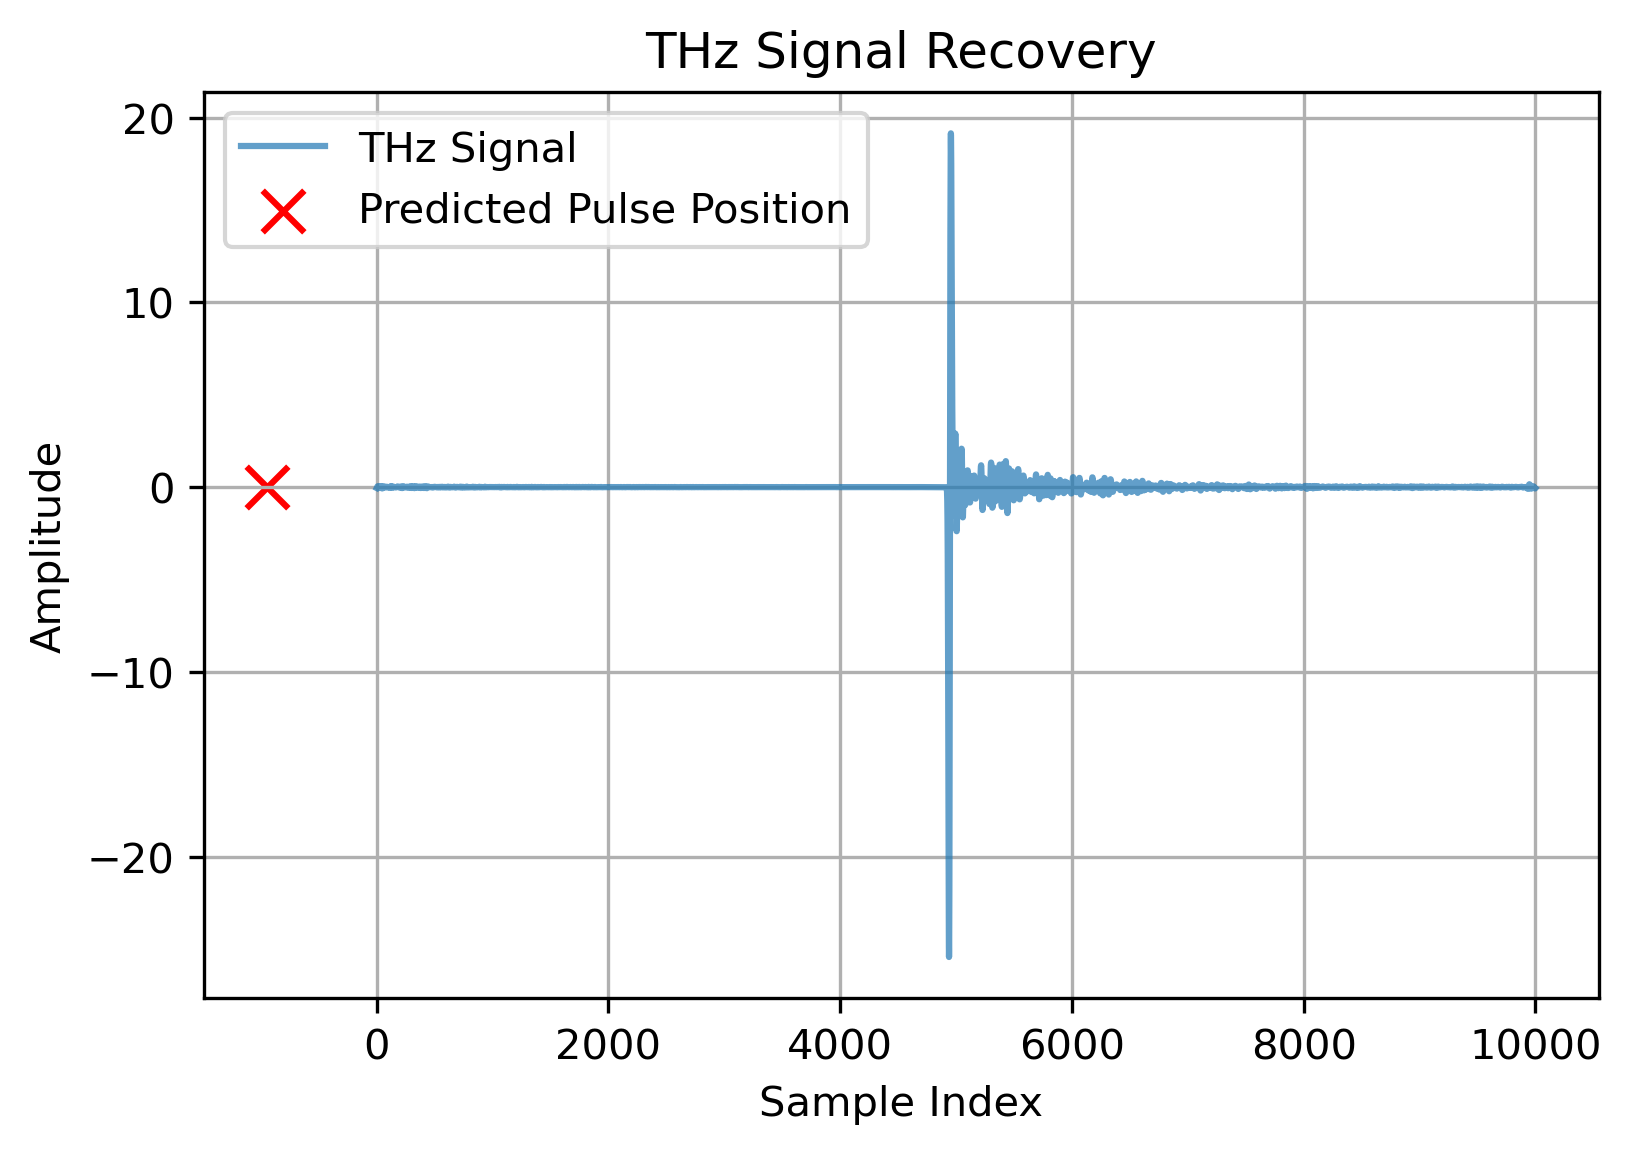 THz Signal Recovery
THz Signal
Predicted Pulse Position
20
10
0
−10
−20
Amplitude
0
2000
4000
6000
8000
10000
Sample Index